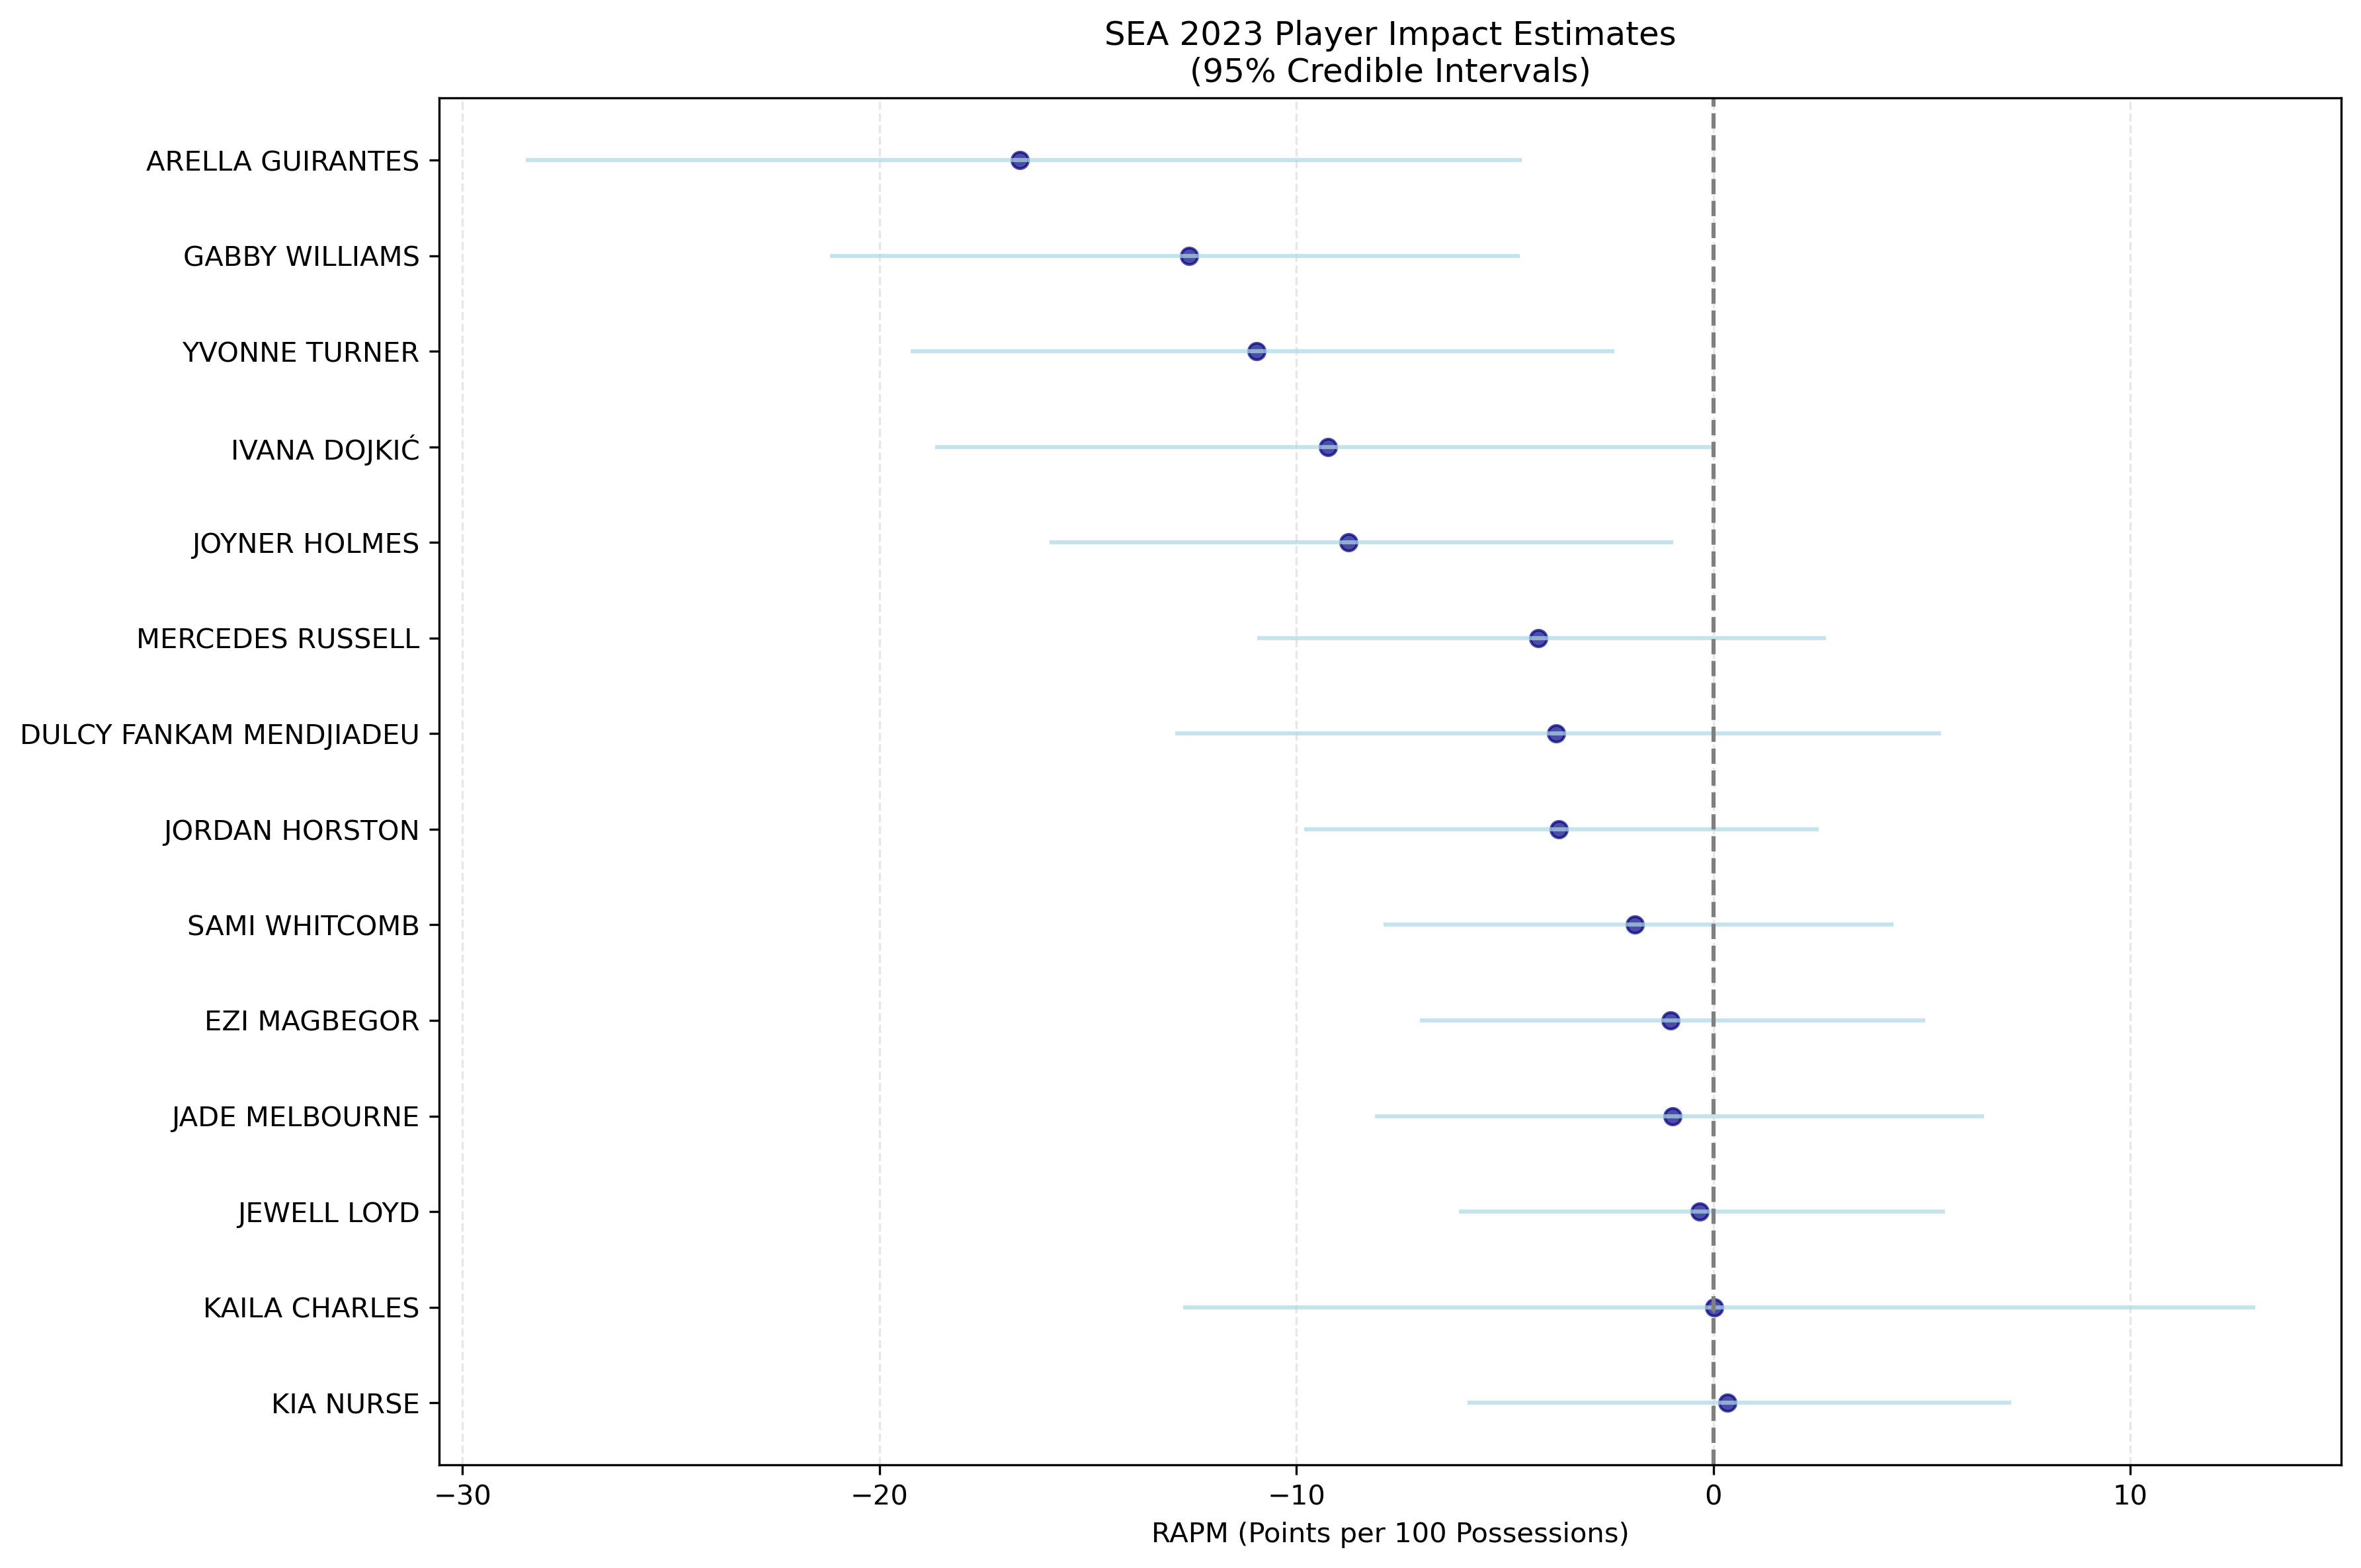 SEA 2023 Player Impact Estimates
(95% Credible Intervals)
ARELLA GUIRANTES
GABBY WILLIAMS
YVONNE TURNER
IVANA DOJKIĆ
JOYNER HOLMES
MERCEDES RUSSELL
DULCY FANKAM MENDJIADEU
JORDAN HORSTON
SAMI WHITCOMB
EZI MAGBEGOR
JADE MELBOURNE
JEWELL LOYD
KAILA CHARLES
KIA NURSE
−30 −20 −10 0 10
RAPM (Points per 100 Possessions)